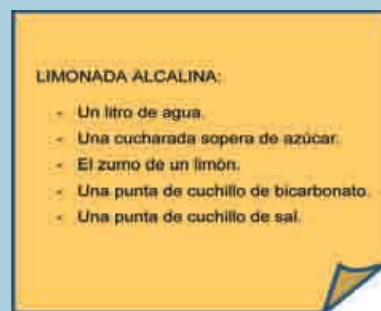 LIMONADA ALCALINA:
- Un litro de agua.
- Una cucharada sopera de azúcar.
- El zumo de un limón.
- Una punta de cuchillo de bicarbonato.
- Una punta de cuchillo de sal.